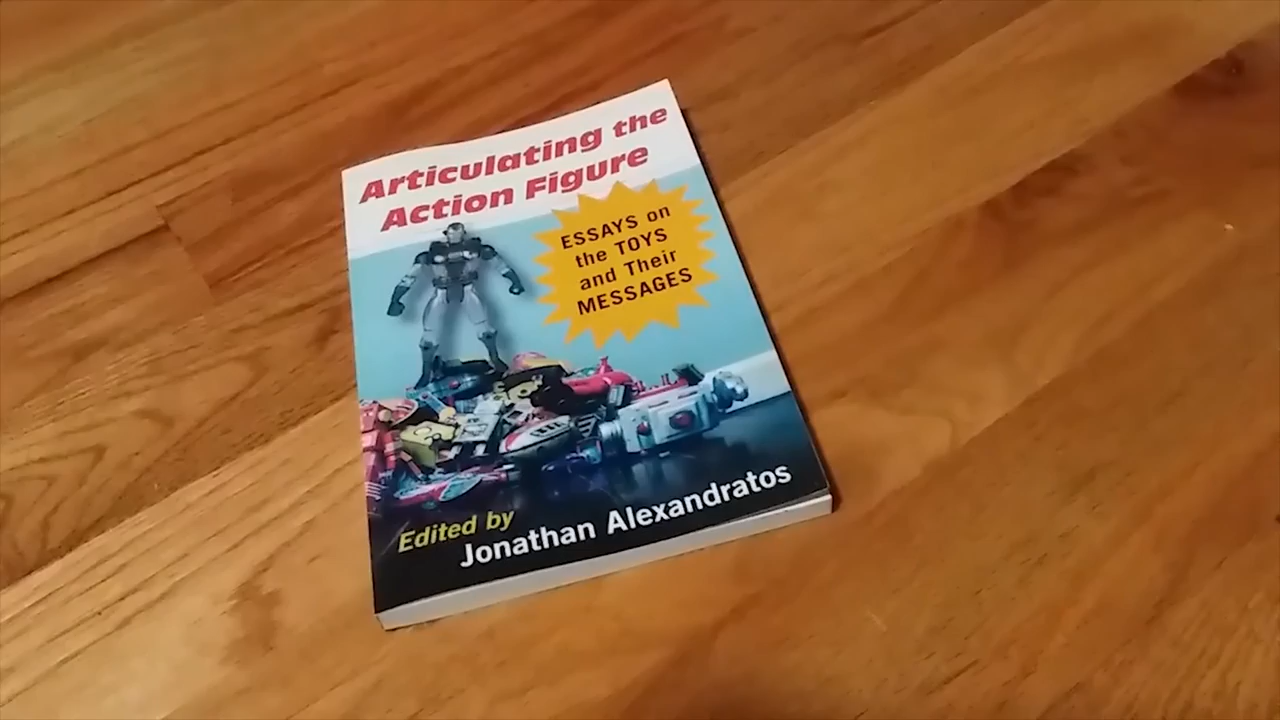 Articulating the
Action Figure
ESSAYS on
the TOYS
and Their
MESSAGES
Edited by
Jonathan Alexandratos